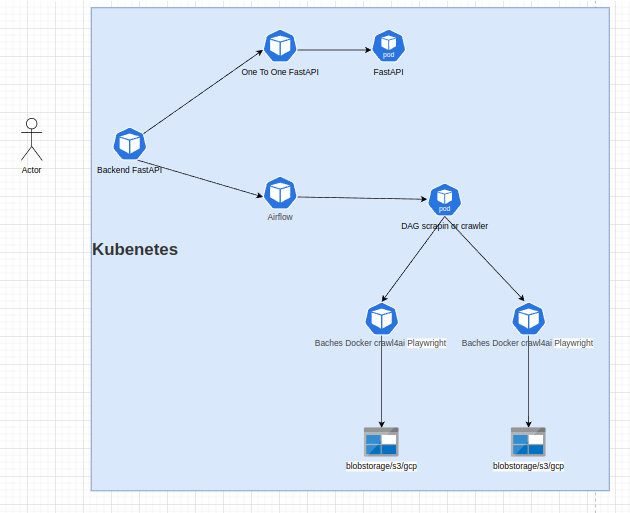 pod
One To One FastAPI
FastAPI
Actor
Backend FastAPI
Airflow
pod
DAG scrapin or crawler
Kubenetes
Baches Docker crawl4ai Playwright
Baches Docker crawl4ai Playwright
blobstorage/s3/gcp
blobstorage/s3/gcp